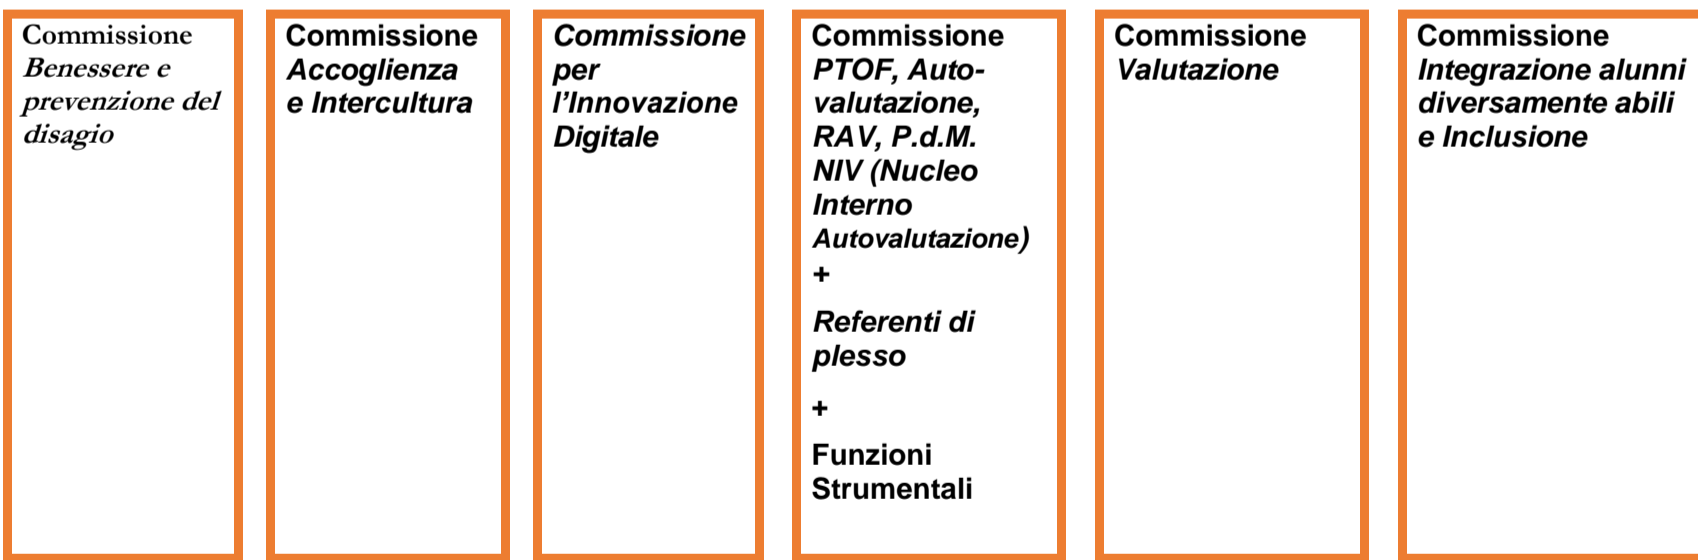 Commissione
Benessere e
prevenzione del
disagio
Commissione
Accoglienza
e Intercultura
Commissione
per
l’Innovazione
Digitale
Commissione
PTOF, Auto-
valutazione,
RAV, P.d.M.
NIV (Nucleo
Interno
Autovalutazione)
+
Referenti di
plesso
+
Funzioni
Strumentali
Commissione
Valutazione
Commissione
Integrazione alunni
diversamente abili
e Inclusione